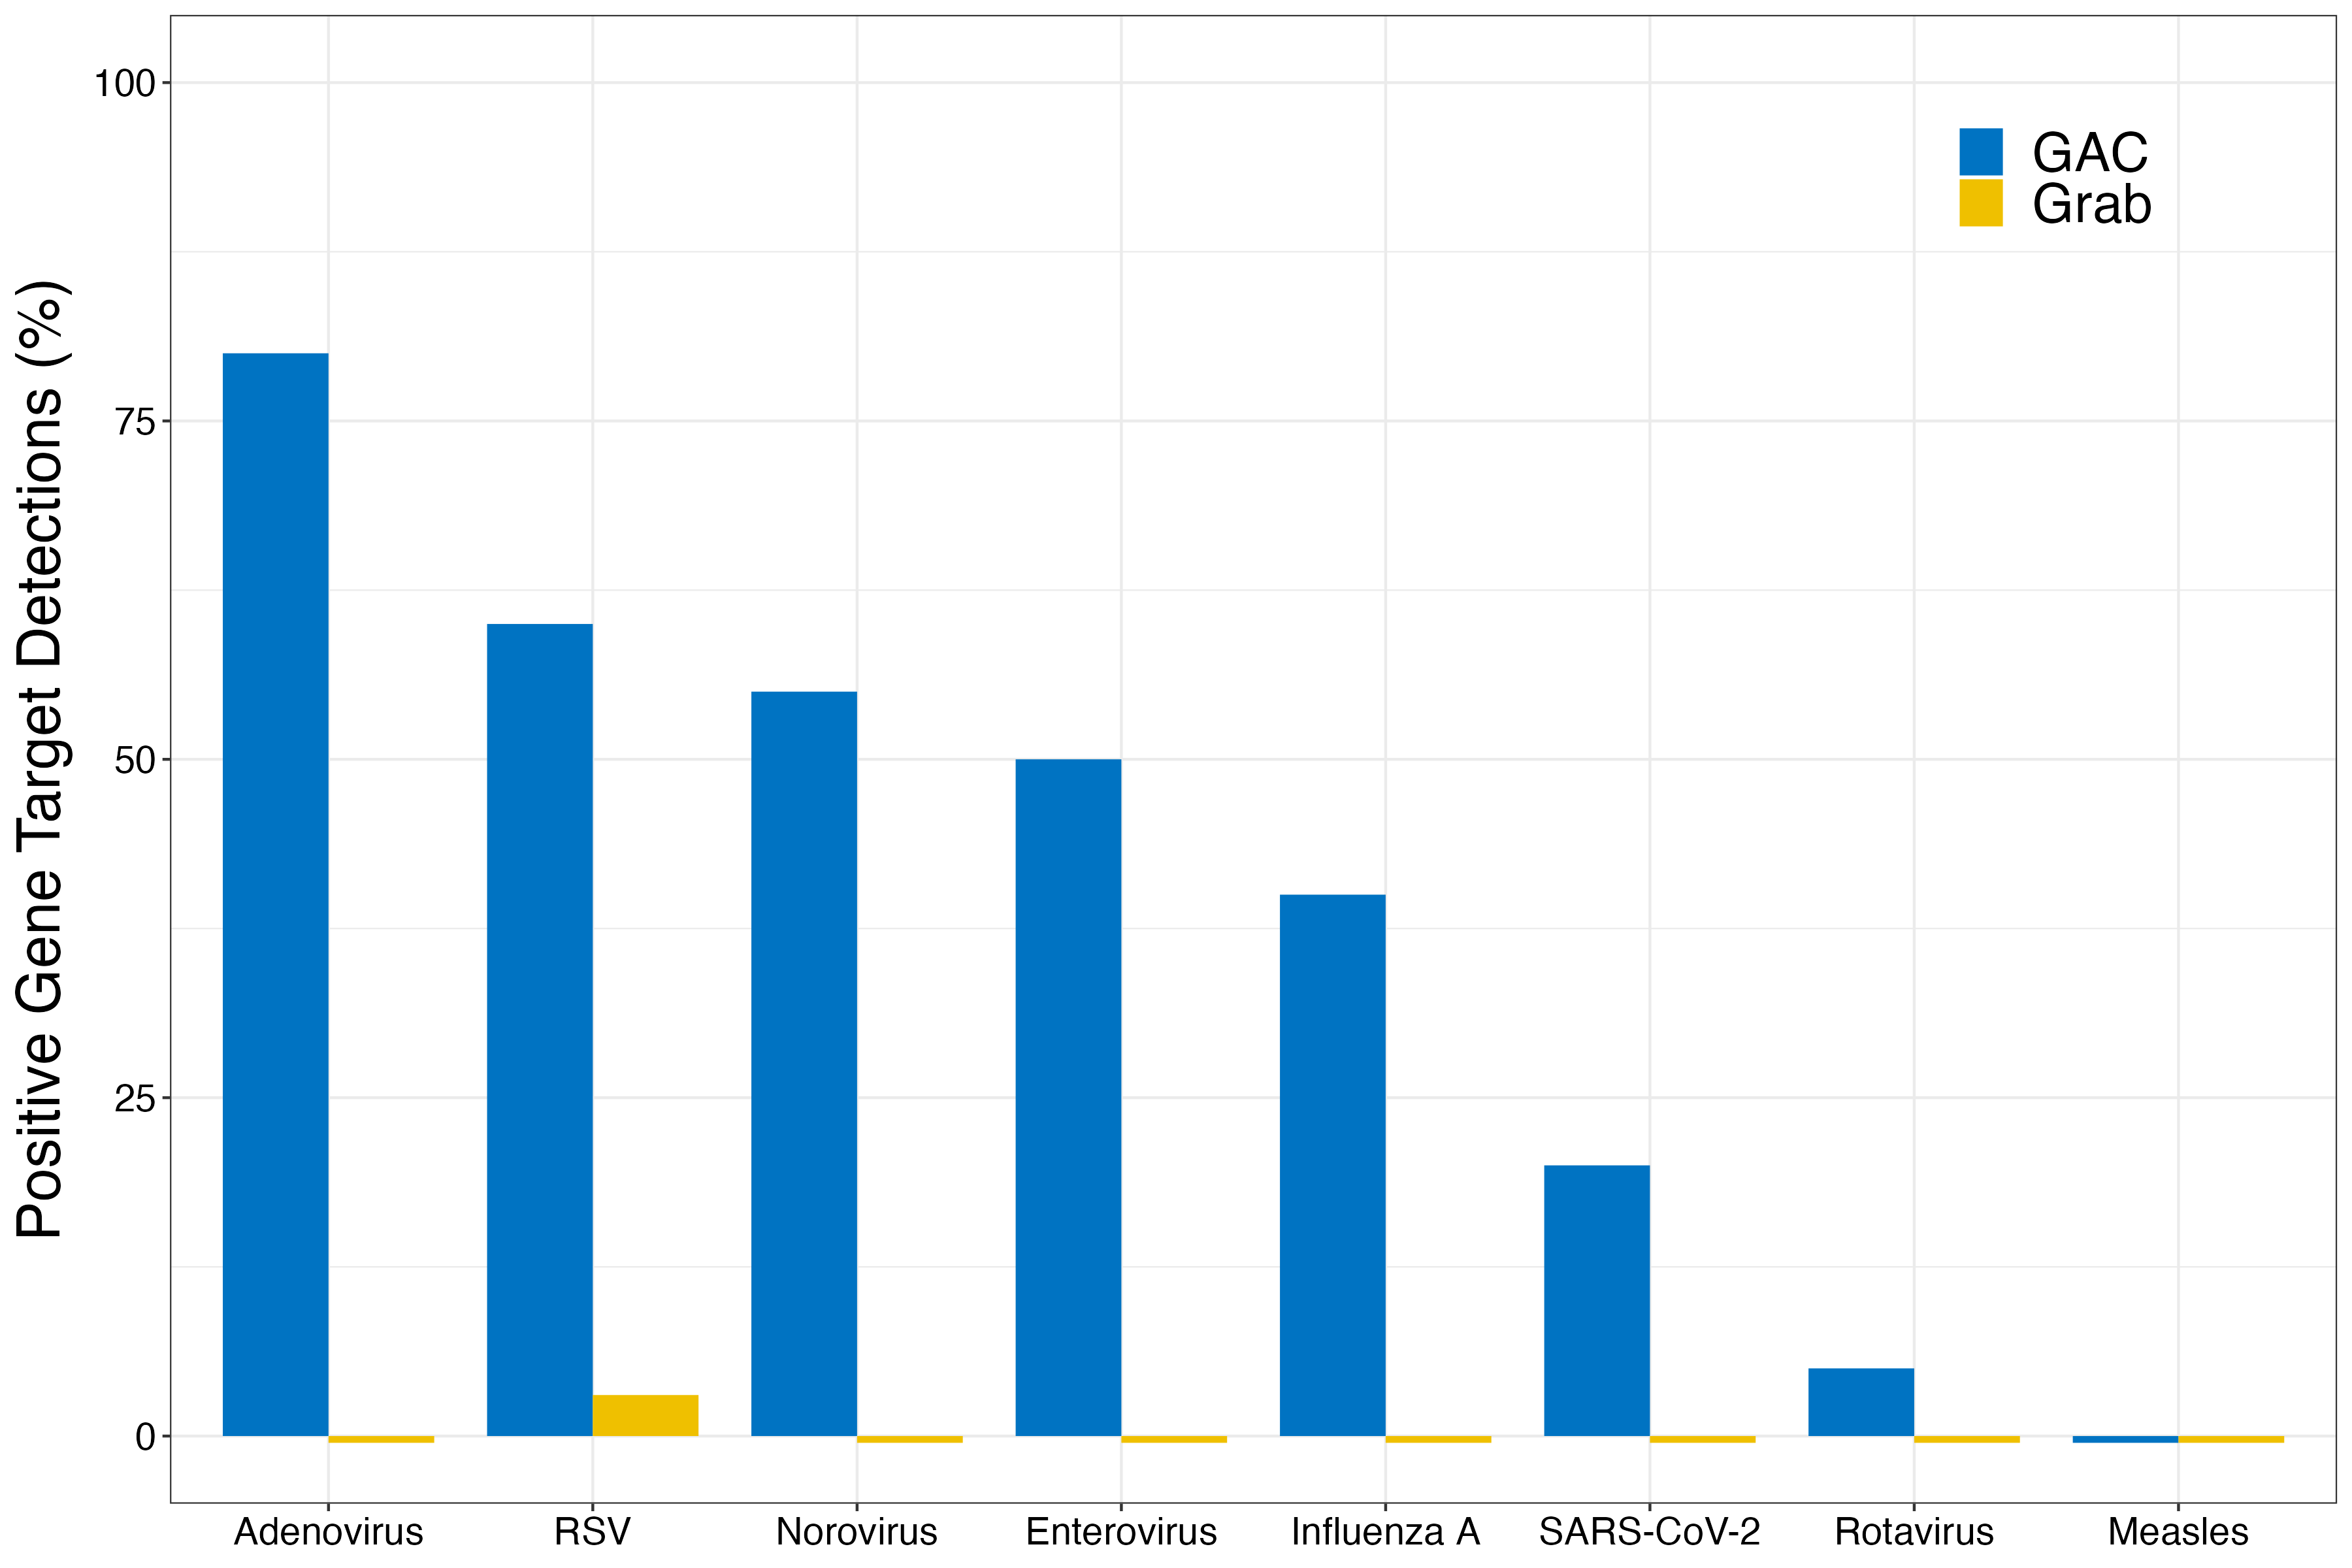 Positive Gene Target Detections (%)
100
75
50
25
0
GAC
Grab
Adenovirus RSV Norovirus Enterovirus Influenza A SARS-CoV-2 Rotavirus Measles